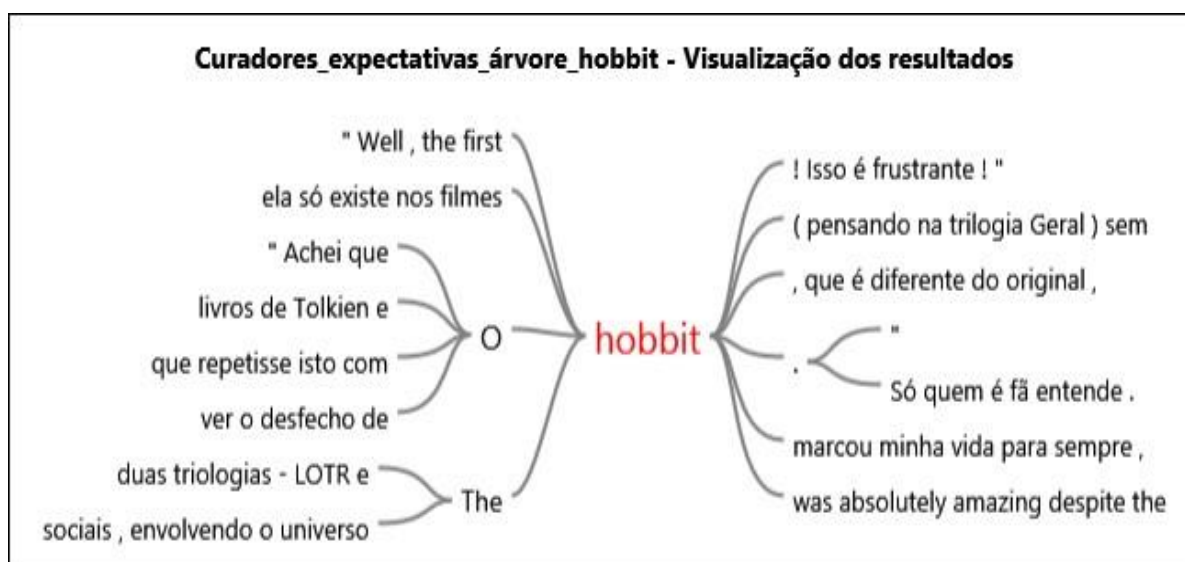 Curadores_expectativas_árvore_hobbit - Visualização dos resultados
" Well , the first
ela só existe nos filmes
" Achei que
livros de Tolkien e
que repetisse isto com
ver o desfecho de
O
duas triologias - LOTR e
sociais , envolvendo o universo
The
hobbit
! Isso é frustrante ! "
( pensando na trilogia Geral ) sem
, que é diferente do original ,
.
"
Só quem é fã entende .
marcou minha vida para sempre ,
was absolutely amazing despite the